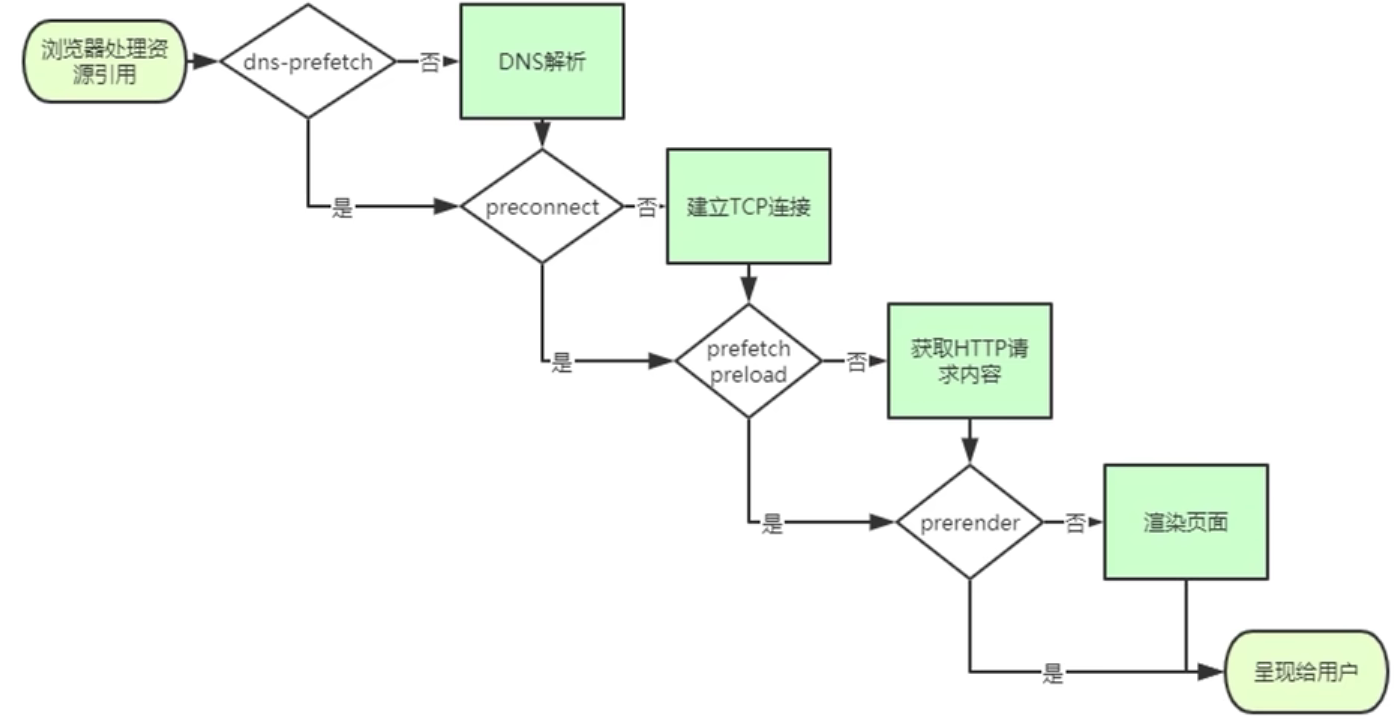 浏览器处理资
源引用
dns-prefetch
否
DNS解析
是
preconnect
否
建立TCP连接
是
prefetch
preload
否
获取HTTP请
求内容
是
prerender
否
渲染页面
是
呈现给用户